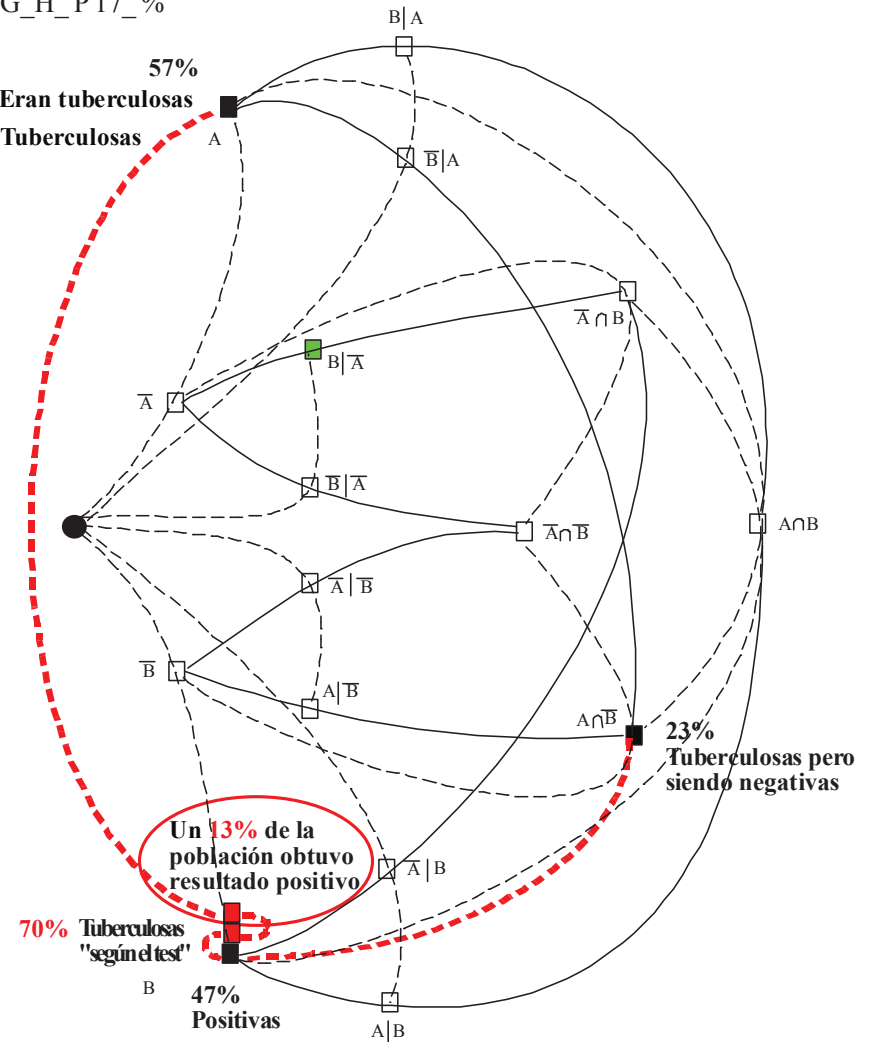 G_H_P17_%
B|A
57%
Eran tuberculosas
Tuberculosas
A
B̅|A
A̅∩B
B|A̅
A̅
B̅|A̅
A∩B
A̅∩B̅
A̅|B̅
B̅
A|B̅
A∩B̅
23%
Tuberculosas pero
siendo negativas
Un 13% de la
población obtuvo
resultado positivo
A̅|B
70% Tuberculosas
"según el test"
B
47%
Positivas
A|B